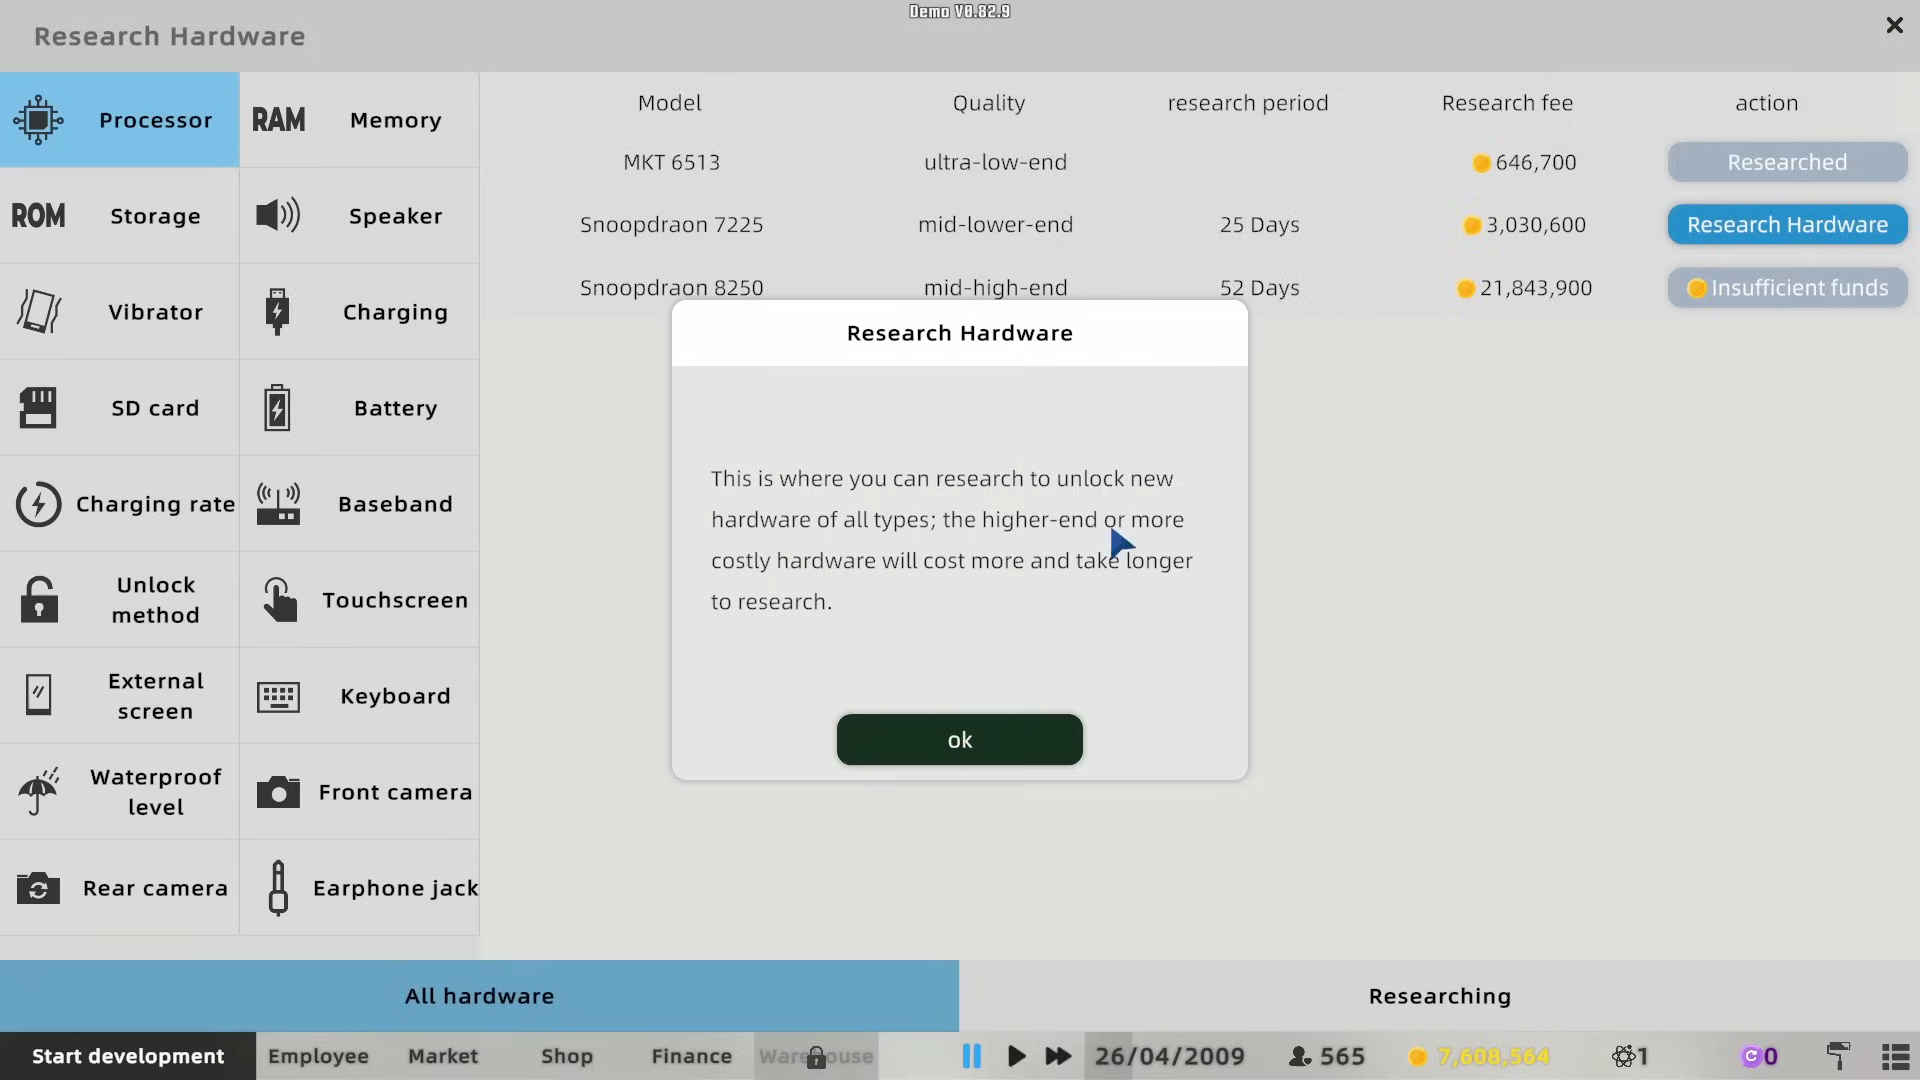 Demo V0.82.9
Research Hardware
Processor
RAM Memory
ROM Storage
Speaker
Vibrator
Charging
SD card
Battery
Charging rate
Baseband
Unlock
method
Touchscreen
External
screen
Keyboard
Waterproof
level
Front camera
Rear camera
Earphone jack
Model Quality research period Research fee action
MKT 6513 ultra-low-end 646,700 Researched
Snoopdraon 7225 mid-lower-end 25 Days 3,030,600 Research Hardware
Snoopdraon 8250 mid-high-end 52 Days 21,843,900 Insufficient funds
Research Hardware
This is where you can research to unlock new
hardware of all types; the higher-end or more
costly hardware will cost more and take longer
to research.
ok
All hardware Researching
Start development Employee Market Shop Finance Warehouse 26/04/2009 565 7,608,564 1 0